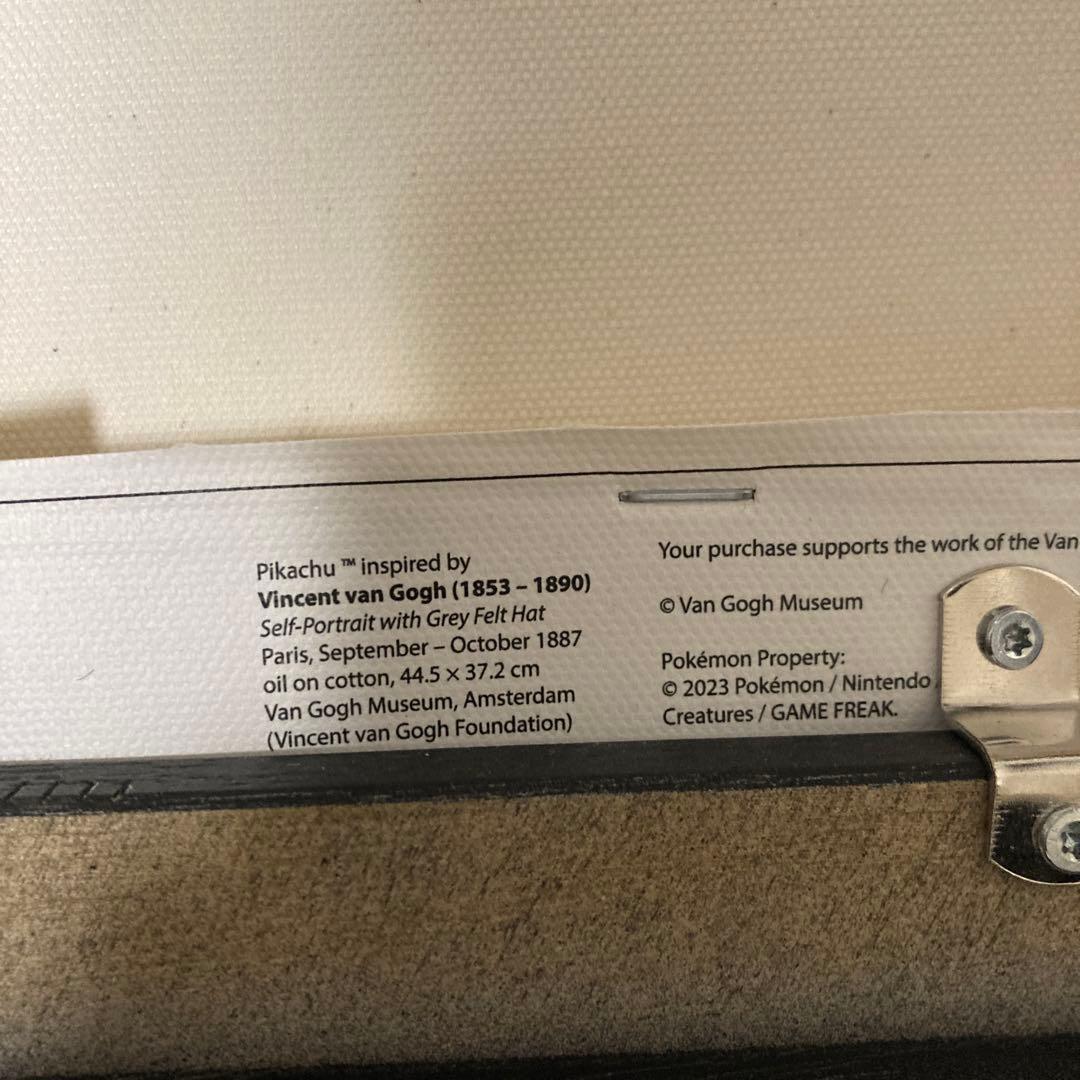 Pikachu ™ inspired by
Vincent van Gogh (1853 – 1890)
Self-Portrait with Grey Felt Hat
Paris, September – October 1887
oil on cotton, 44.5 × 37.2 cm
Van Gogh Museum, Amsterdam
(Vincent van Gogh Foundation)
Your purchase supports the work of the Van
© Van Gogh Museum
Pokémon Property:
© 2023 Pokémon / Nintendo /
Creatures / GAME FREAK.